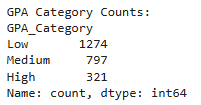 GPA Category Counts:
GPA_Category
Low 1274
Medium 797
High 321
Name: count, dtype: int64